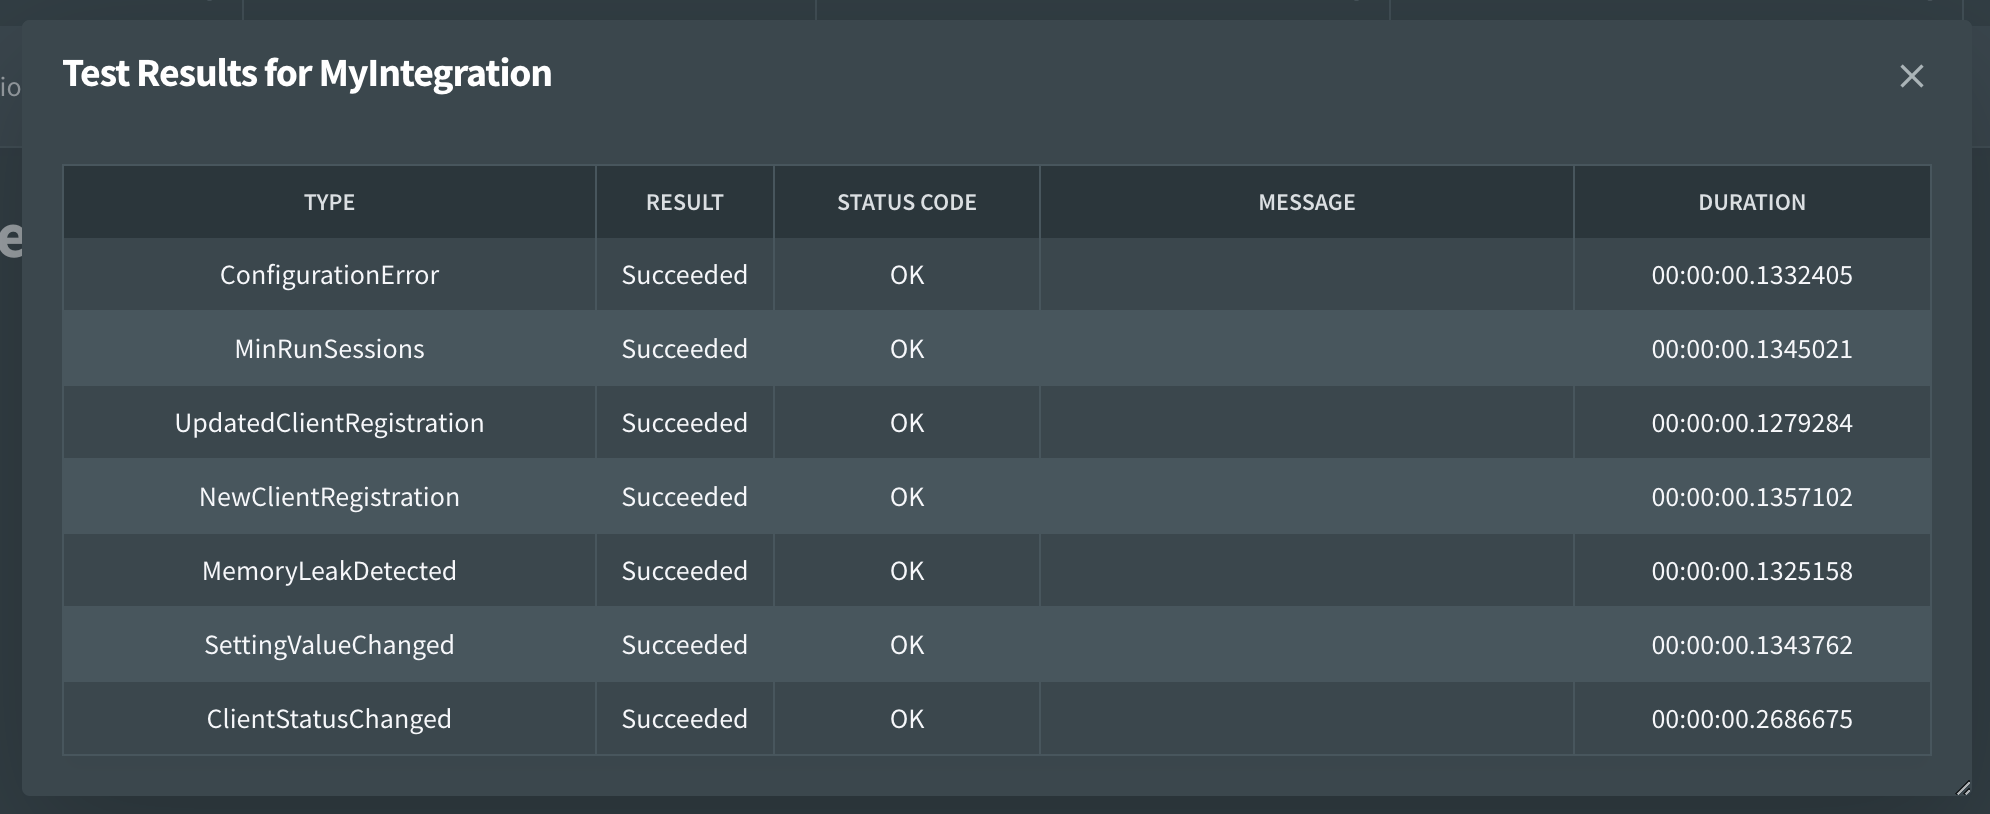 Test Results for MyIntegration
io
e
TYPE RESULT STATUS CODE MESSAGE DURATION
ConfigurationError Succeeded OK 00:00:00.1332405
MinRunSessions Succeeded OK 00:00:00.1345021
UpdatedClientRegistration Succeeded OK 00:00:00.1279284
NewClientRegistration Succeeded OK 00:00:00.1357102
MemoryLeakDetected Succeeded OK 00:00:00.1325158
SettingValueChanged Succeeded OK 00:00:00.1343762
ClientStatusChanged Succeeded OK 00:00:00.2686675